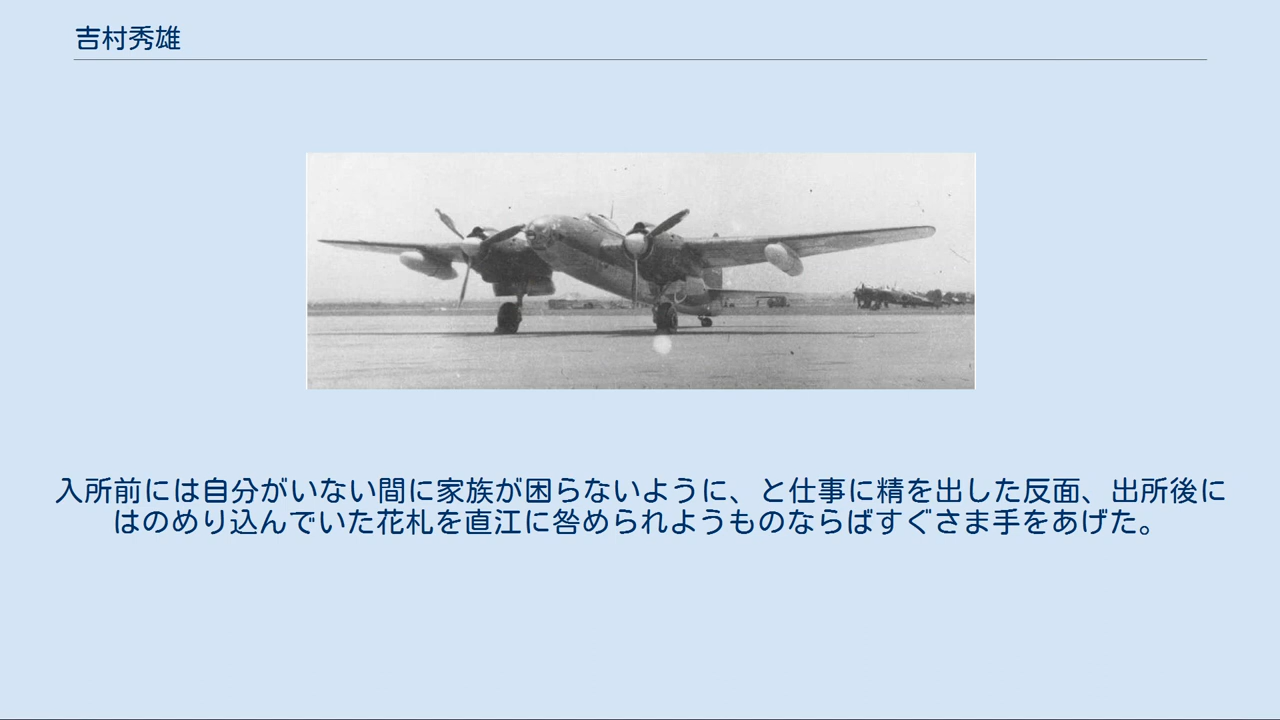 吉村秀雄
入所前には自分がいない間に家族が困らないように、と仕事に精を出した反面、出所後に
はのめり込んでいた花札を直江に咎められようものならばすぐさま手をあげた。